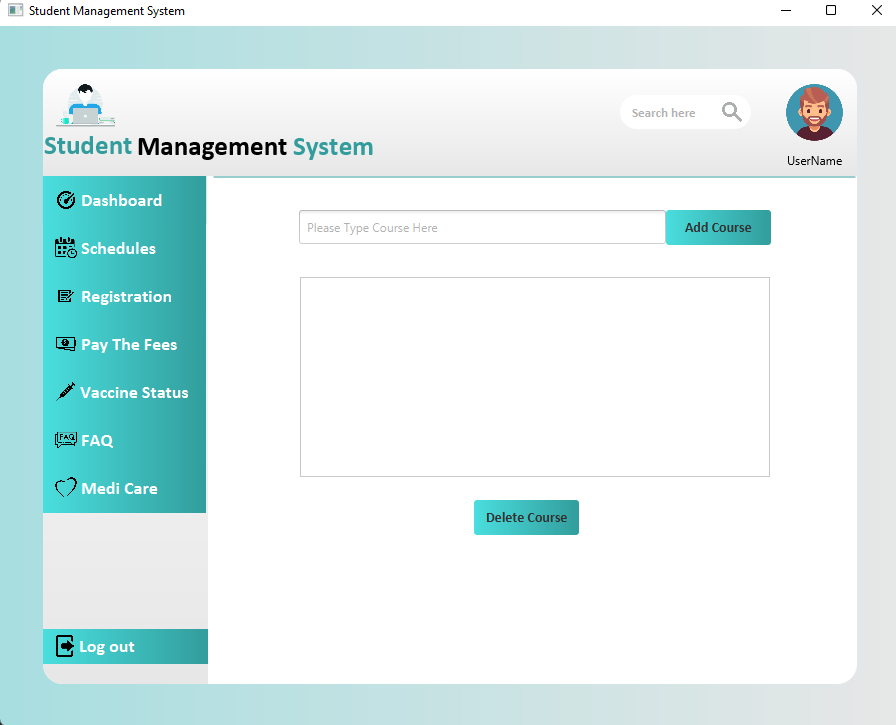 Student Management System
Search here
Student Management System
UserName
Dashboard
Schedules
Registration
Pay The Fees
Vaccine Status
FAQ
FAQ
Medi Care
Log out
Please Type Course Here
Add Course
Delete Course